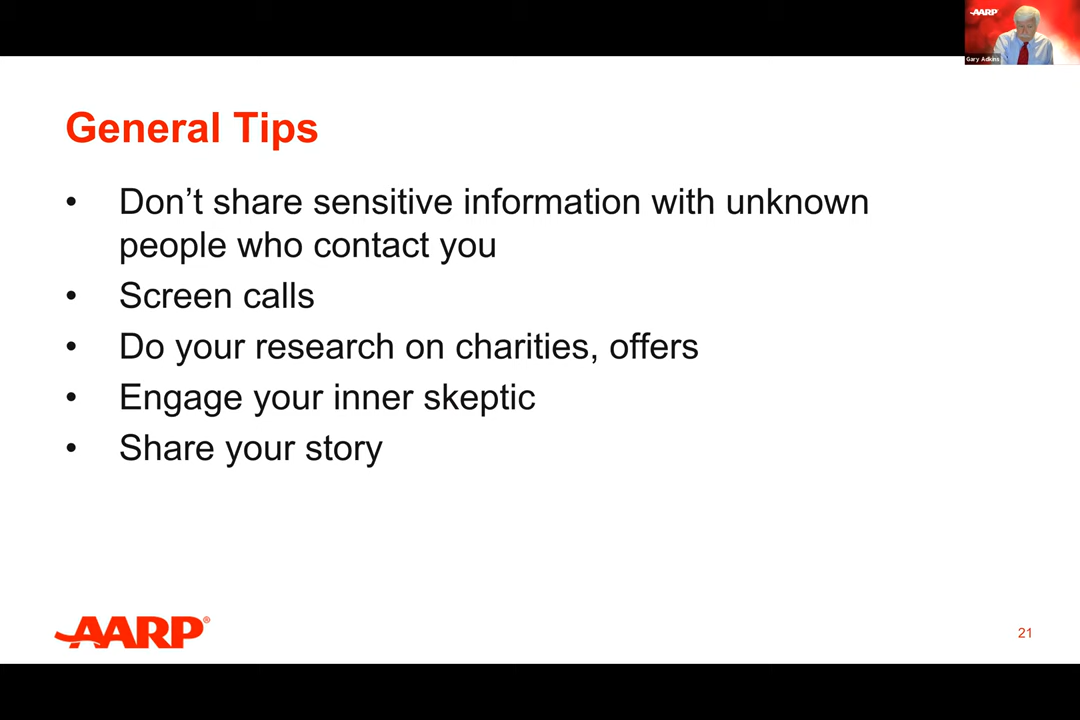 AARP
Gary Adkins
General Tips
• Don’t share sensitive information with unknown
people who contact you
• Screen calls
• Do your research on charities, offers
• Engage your inner skeptic
• Share your story
AARP®
21